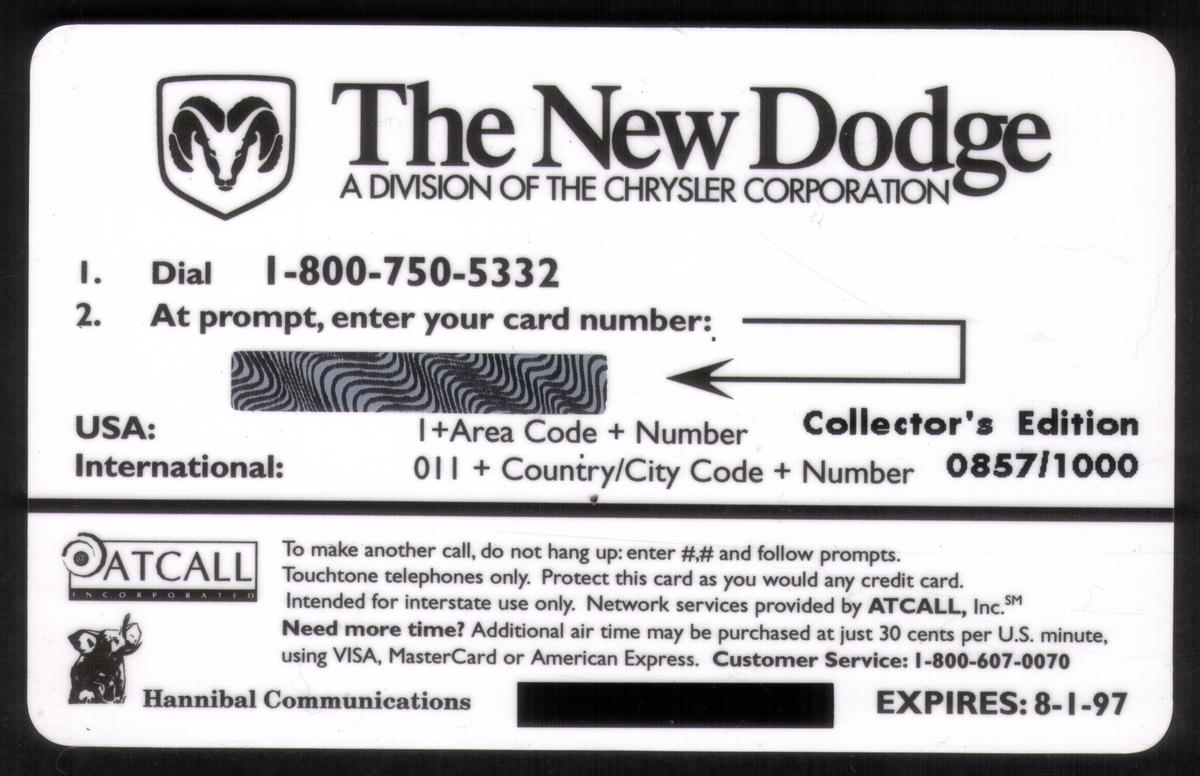 The New Dodge
A DIVISION OF THE CHRYSLER CORPORATION
1. Dial 1-800-750-5332
2. At prompt, enter your card number:
USA: 1+Area Code + Number
International: 011 + Country/City Code + Number
Collector's Edition
0857/1000
ATCALL
INCORPORATED
To make another call, do not hang up: enter #,# and follow prompts.
Touchtone telephones only. Protect this card as you would any credit card.
Intended for interstate use only. Network services provided by ATCALL, Inc.℠
Need more time? Additional air time may be purchased at just 30 cents per U.S. minute,
using VISA, MasterCard or American Express. Customer Service: 1-800-607-0070
Hannibal Communications
EXPIRES: 8-1-97